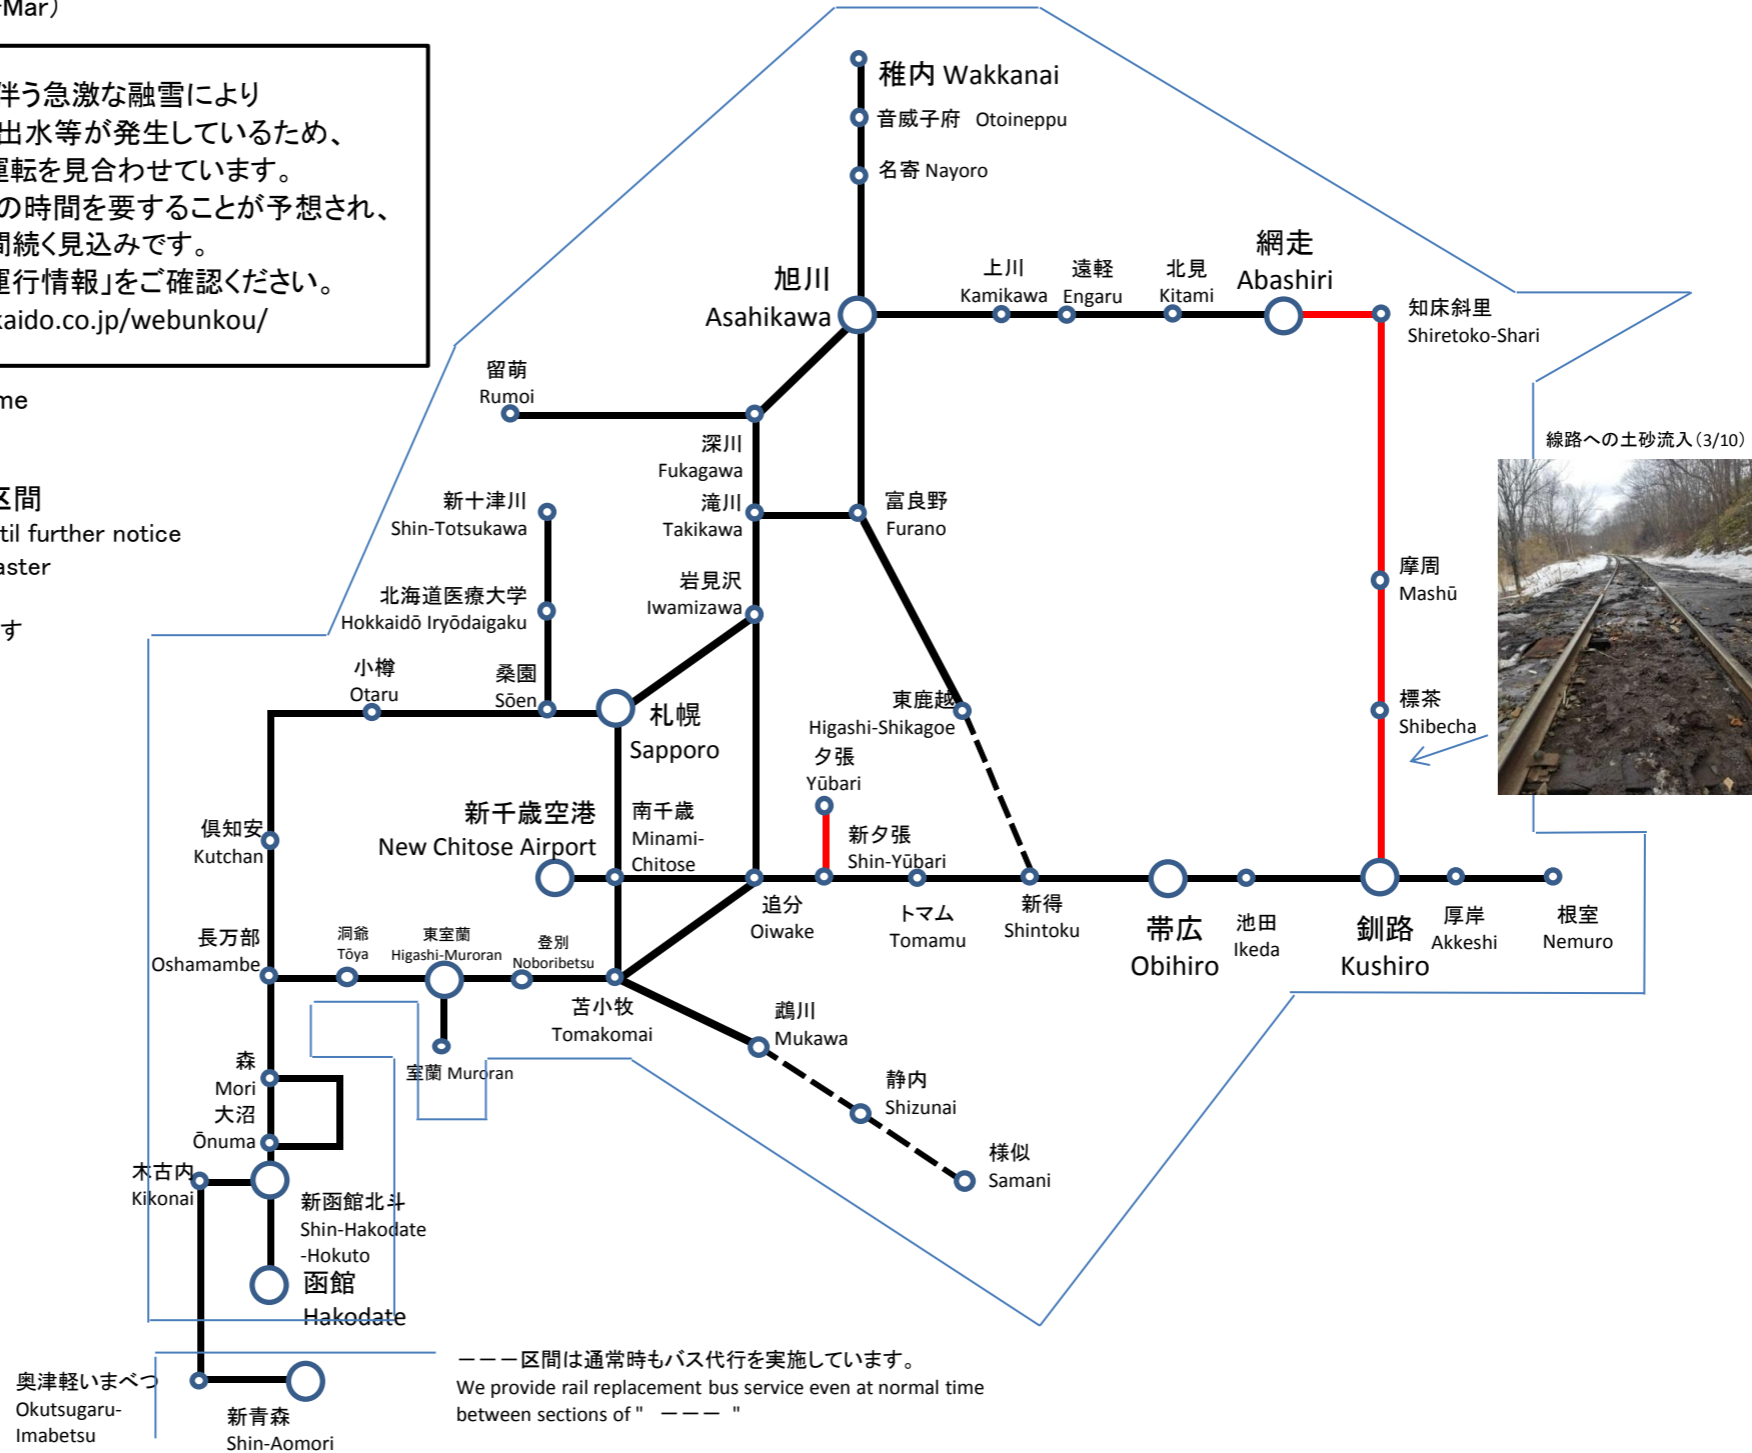 Mar)
伴う急激な融雪により
出水等が発生しているため、
運転を見合わせています。
の時間を要することが予想され、
間続く見込みです。
運行情報」をご確認ください。
kaido.co.jp/webunkou/
me
区間
til further notice
aster
す
稚内 Wakkanai
音威子府 Otoineppu
名寄 Nayoro
旭川
Asahikawa
上川
Kamikawa
遠軽
Engaru
北見
Kitami
網走
Abashiri
知床斜里
Shiretoko-Shari
留萌
Rumoi
深川
Fukagawa
線路への土砂流入(3/10)
新十津川
Shin-Totsukawa
滝川
Takikawa
富良野
Furano
北海道医療大学
Hokkaidō Iryōdaigaku
岩見沢
Iwamizawa
摩周
Mashū
小樽
Otaru
桑園
Sōen
札幌
Sapporo
東鹿越
Higashi-Shikagoe
標茶
Shibecha
夕張
Yūbari
新千歳空港
New Chitose Airport
南千歳
Minami-
Chitose
新夕張
Shin-Yūbari
倶知安
Kutchan
追分
Oiwake
トマム
Tomamu
新得
Shintoku
帯広
Obihiro
池田
Ikeda
釧路
Kushiro
厚岸
Akkeshi
根室
Nemuro
長万部
Oshamambe
洞爺
Tōya
東室蘭
Higashi-Muroran
登別
Noboribetsu
苫小牧
Tomakomai
鵡川
Mukawa
室蘭 Muroran
森
Mori
大沼
Ōnuma
静内
Shizunai
様似
Samani
木古内
Kikonai
新函館北斗
Shin-Hakodate
-Hokuto
函館
Hakodate
奥津軽いまべつ
Okutsugaru-
Imabetsu
新青森
Shin-Aomori
ーーー区間は通常時もバス代行を実施しています。
We provide rail replacement bus service even at normal time
between sections of " ーーー "